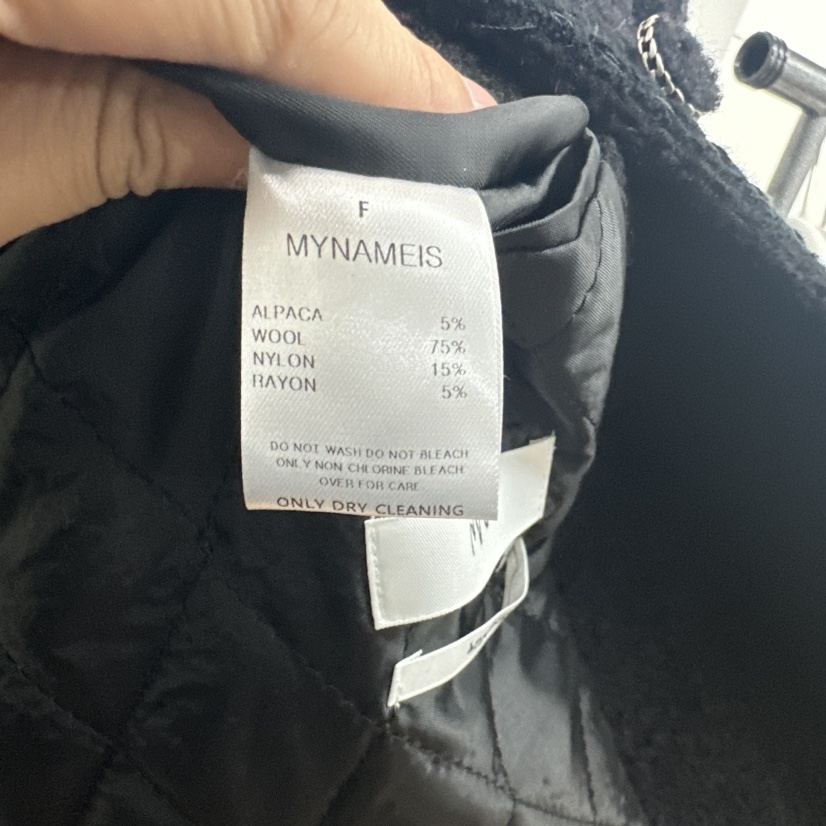 F
MYNAMEIS
ALPACA 5%
WOOL 75%
NYLON 15%
RAYON 5%
DO NOT WASH DO NOT BLEACH
ONLY NON CHLORINE BLEACH
OVER FOR CARE
ONLY DRY CLEANING